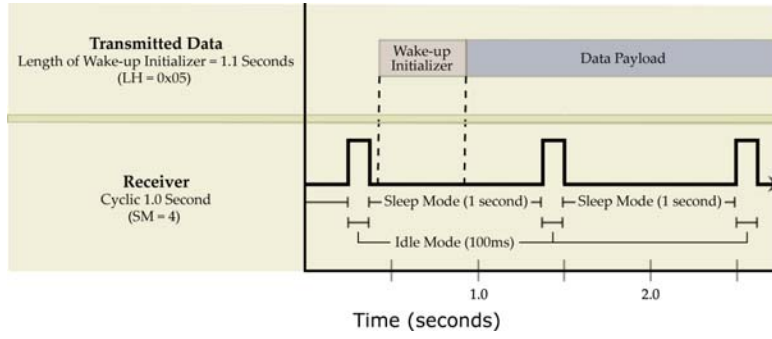 Transmitted Data
Length of Wake-up Initializer = 1.1 Seconds
(LH = 0x05)
Wake-up
Initializer
Data Payload
Receiver
Cyclic 1.0 Second
(SM = 4)
Sleep Mode (1 second)
Sleep Mode (1 second)
Idle Mode (100ms)
1.0
2.0
Time (seconds)